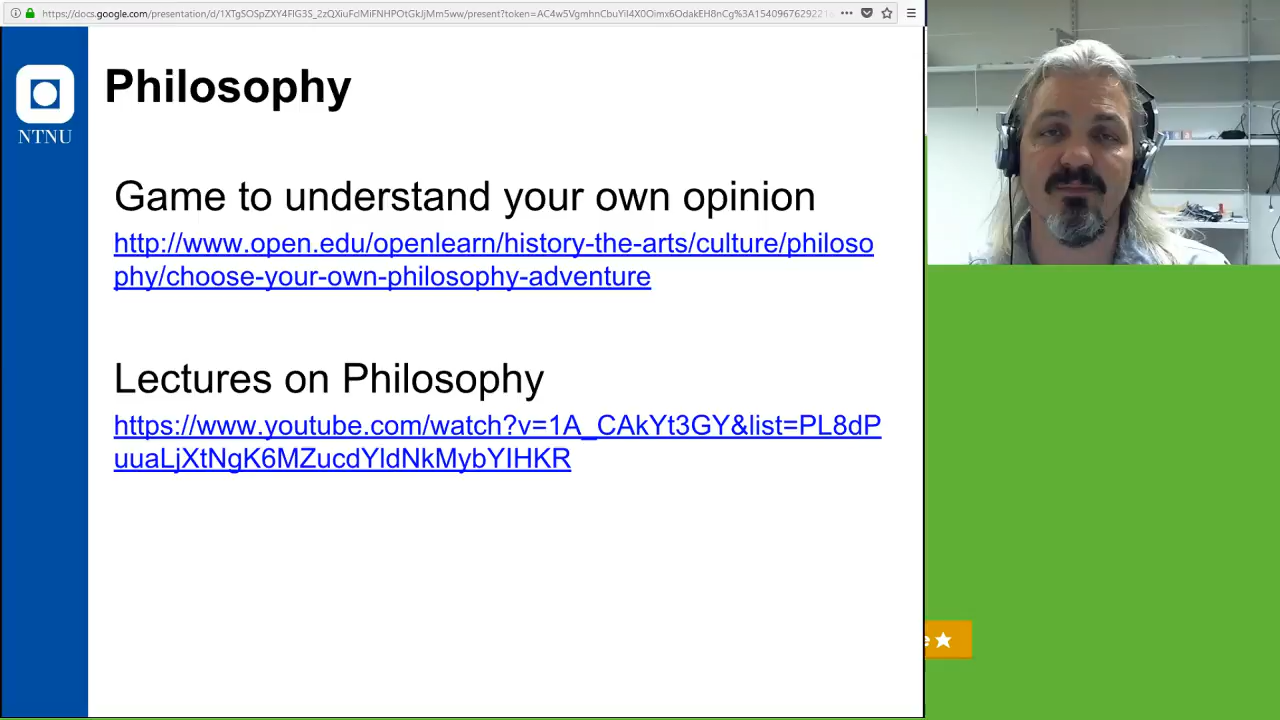 Philosophy
NTNU
Game to understand your own opinion
http://www.open.edu/openlearn/history-the-arts/culture/philoso
phy/choose-your-own-philosophy-adventure
Lectures on Philosophy
https://www.youtube.com/watch?v=1A_CAkYt3GY&list=PL8dP
uuaLjXtNgK6MZucdYldNkMybYIHKR